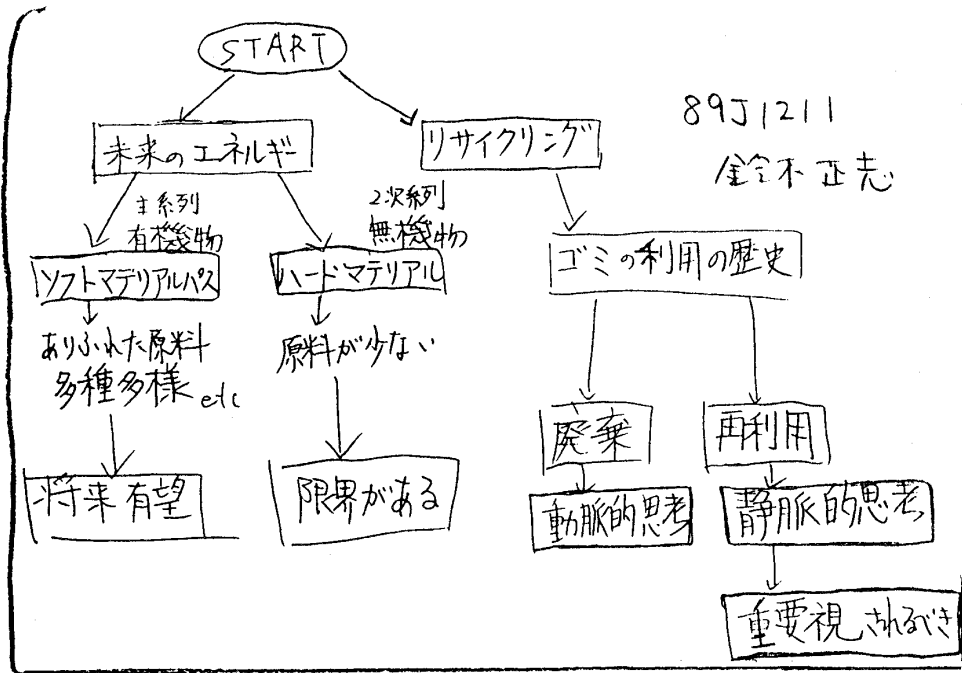 START
89J1211
鈴木正志
未来のエネルギー
リサイクリング
主系列
有機物
2次系列
無機物
ソフトマテリアルパス
ハードマテリアル
ゴミの利用の歴史
ありふれた原料
多種多様 etc
原料が少ない
廃棄
再利用
将来有望
限界がある
動脈的思考
静脈的思考
重要視されるべき